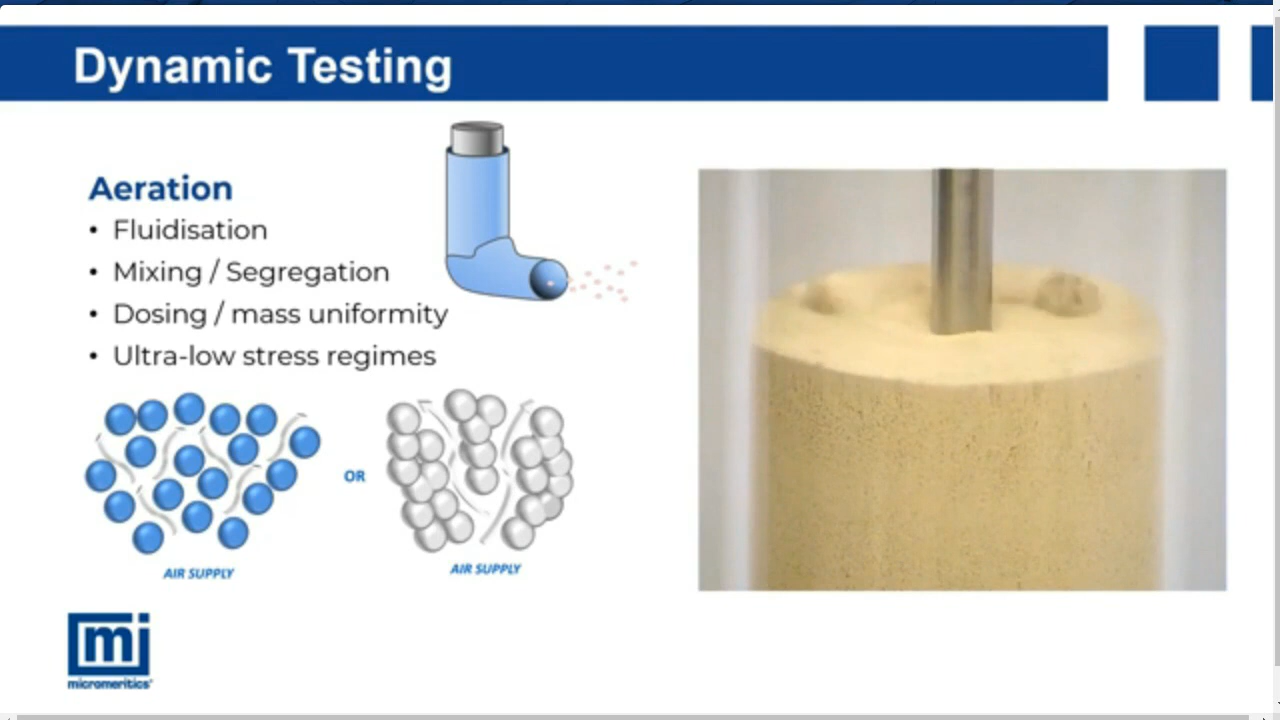 Dynamic Testing
Aeration
• Fluidisation
• Mixing / Segregation
• Dosing / mass uniformity
• Ultra-low stress regimes
OR
AIR SUPPLY
AIR SUPPLY
mi
micromeritics®